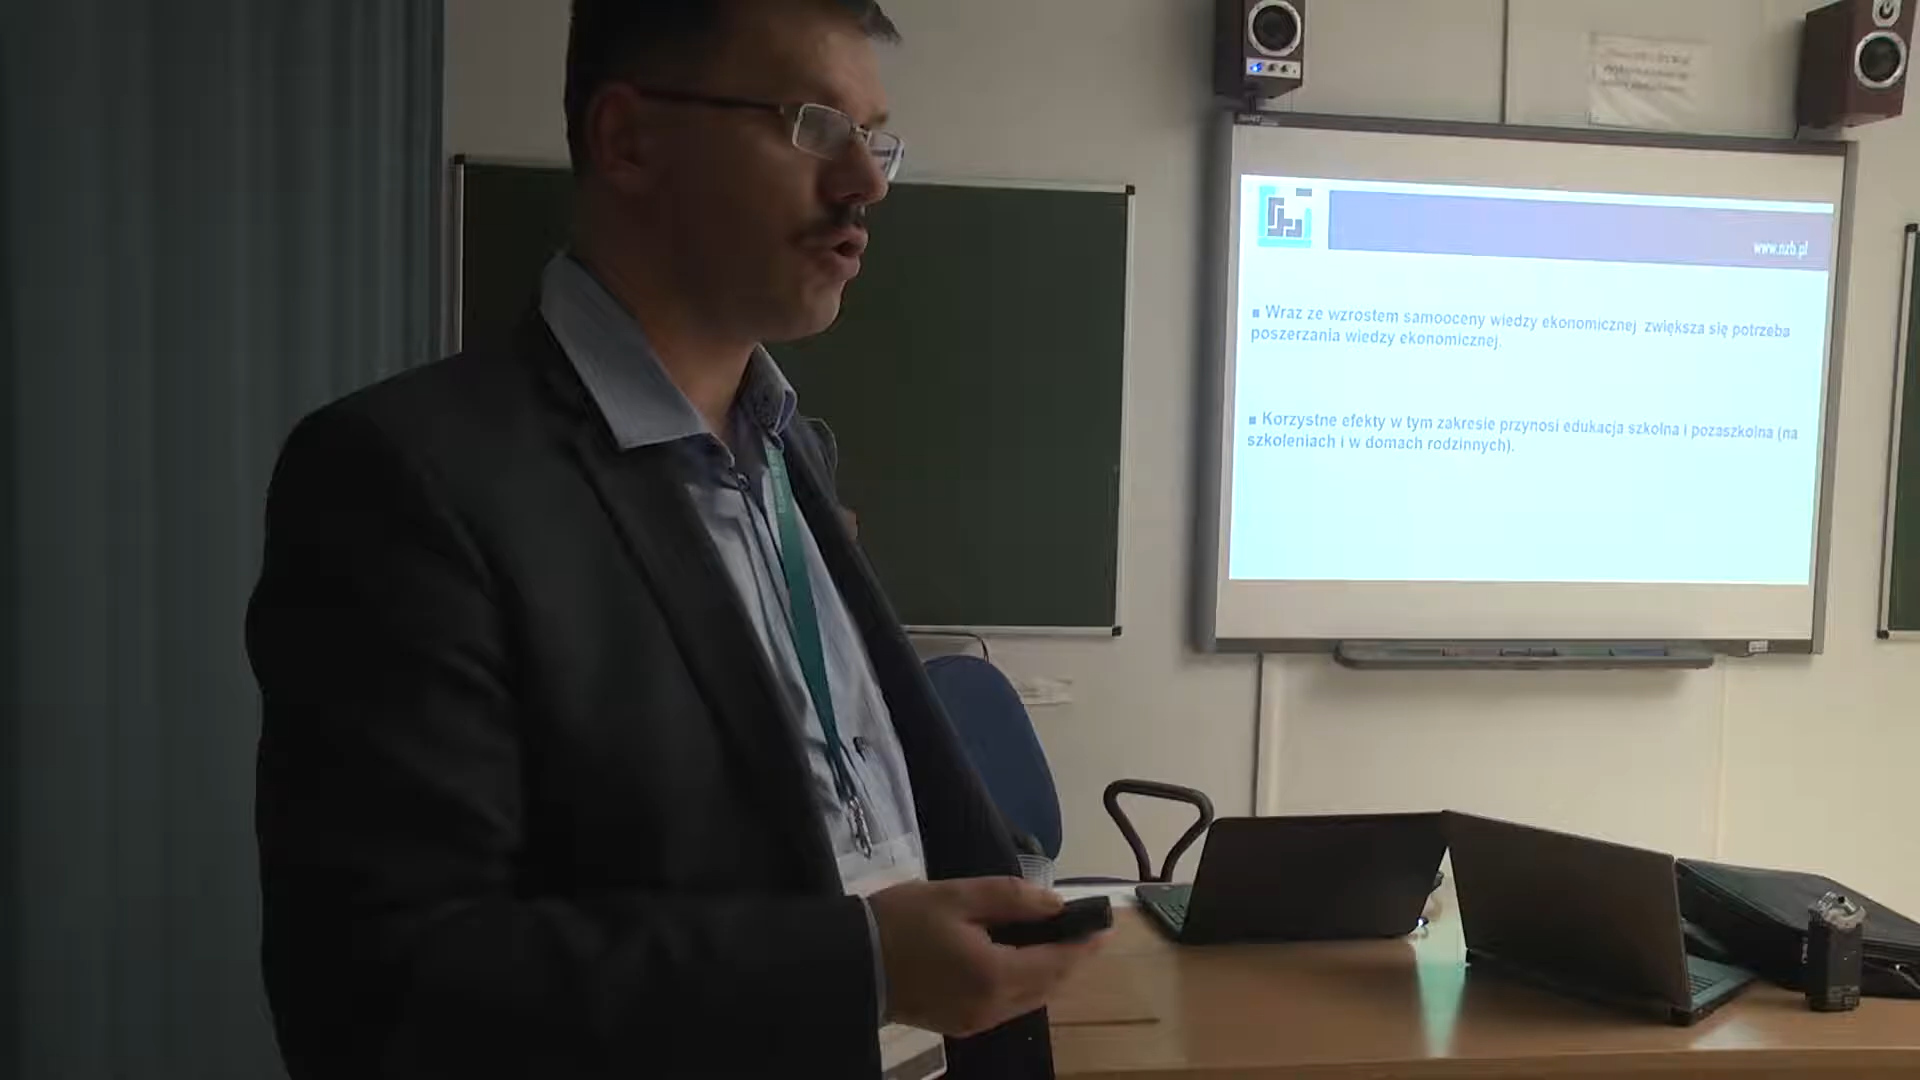 www.nzb.pl
▪ Wraz ze wzrostem samooceny wiedzy ekonomicznej zwiększa się potrzeba
poszerzania wiedzy ekonomicznej.
▪ Korzystne efekty w tym zakresie przynosi edukacja szkolna i pozaszkolna (na
szkoleniach i w domach rodzinnych).